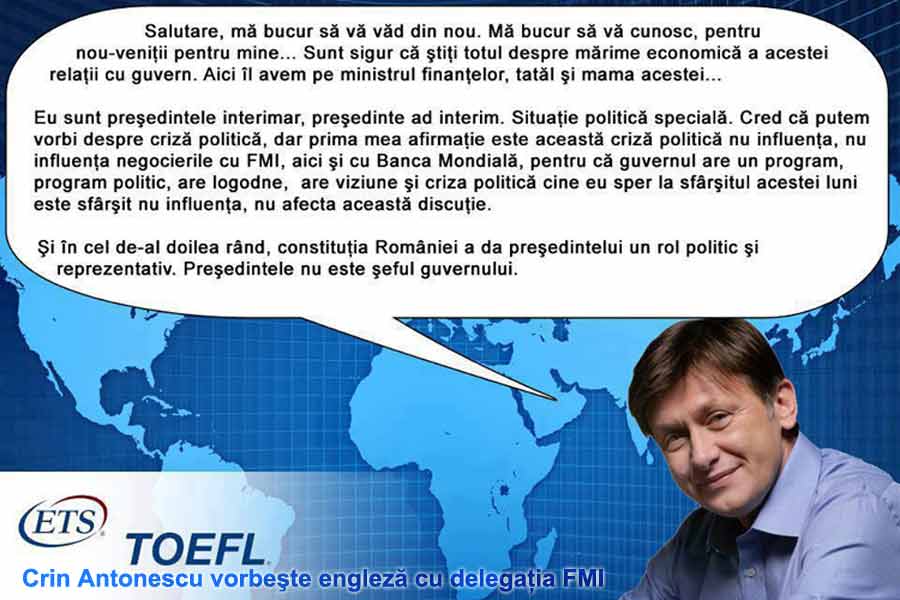 Salutare, mă bucur să vă văd din nou. Mă bucur să vă cunosc, pentru
nou-veniţii pentru mine... Sunt sigur că ştiţi totul despre mărime economică a acestei
relaţii cu guvern. Aici îl avem pe ministrul finanţelor, tatăl şi mama acestei...
Eu sunt preşedintele interimar, preşedinte ad interim. Situaţie politică specială. Cred că putem
vorbi despre criză politică, dar prima mea afirmaţie este această criză politică nu influenţa, nu
influenţa negocierile cu FMI, aici şi cu Banca Mondială, pentru că guvernul are un program,
program politic, are logodne,  are viziune şi criza politică cine eu sper la sfârşitul acestei luni
este sfârşit nu influenţa, nu afecta această discuţie.
Şi în cel de-al doilea rând, constituţia României a da preşedintelui un rol politic şi
reprezentativ. Preşedintele nu este şeful guvernului.
ETS®
TOEFL®
Crin Antonescu vorbeşte engleză cu delegaţia FMI